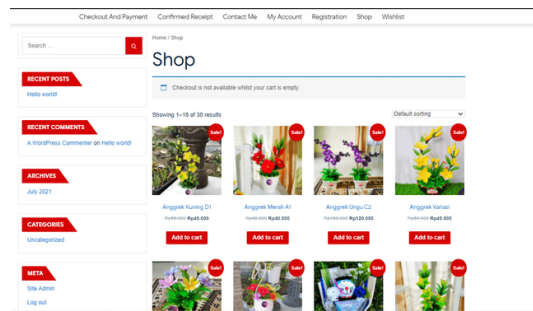 Checkout And Payment Confirmed Receipt Contact Me My Account Registration Shop Wishlist
Search ...
RECENT POSTS
Hello world!
RECENT COMMENTS
A WordPress Commenter on Hello world!
ARCHIVES
July 2021
CATEGORIES
Uncategorized
META
Site Admin
Log out
Home / Shop
Shop
Checkout is not available whilst your cart is empty.
Showing 1–16 of 30 results
Default sorting
Sale! Sale! Sale! Sale!
Anggrek Kuning D1 Anggrek Merah A1 Anggrek Ungu C2 Anggrek Variasi
Rp45.000 Rp40.000 Rp120.000 Rp45.000
Add to cart Add to cart Add to cart Add to cart
Sale! Sale! Sale! Sale!